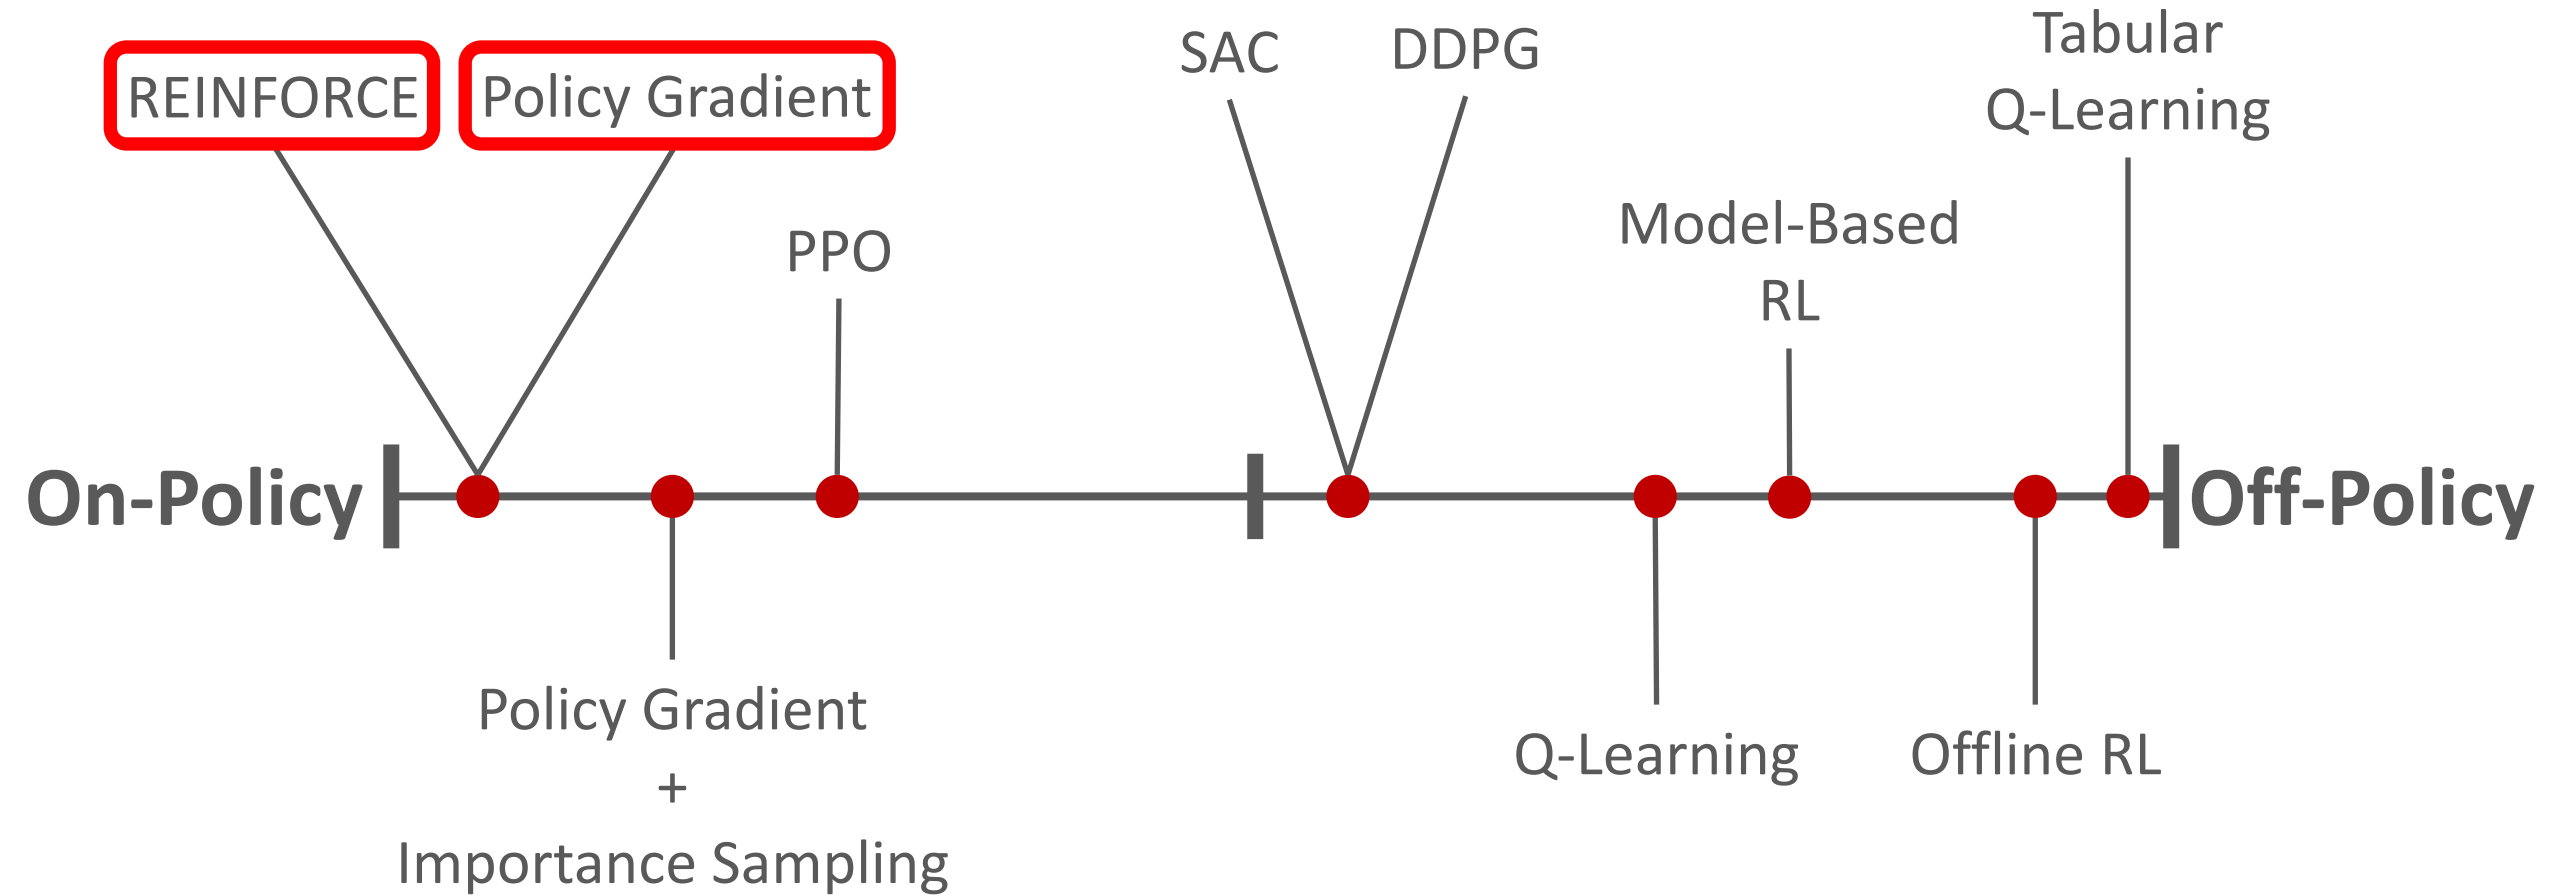 REINFORCE
Policy Gradient
PPO
SAC
DDPG
Tabular
Q-Learning
Model-Based
RL
On-Policy
Off-Policy
Policy Gradient
+
Importance Sampling
Q-Learning
Offline RL